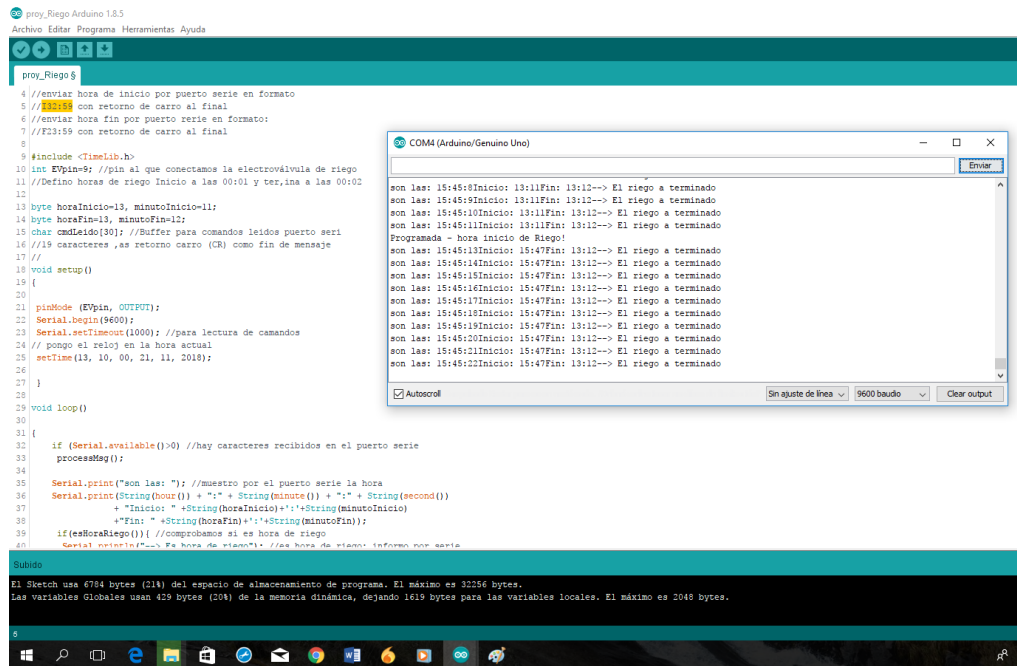 proy_Riego Arduino 1.8.5
Archivo Editar Programa Herramientas Ayuda
proy_Riego §
4 //enviar hora de inicio por puerto serie en formato
5 //I32:59 con retorno de carro al final
6 //enviar hora fin por puerto rerie en formato:
7 //F23:59 con retorno de carro al final
8
9 #include <TimeLib.h>
10 int EVpin=9; //pin al que conectamos la electroválvula de riego
11 //Defino horas de riego Inicio a las 00:01 y ter,ina a las 00:02
12
13 byte horaInicio=13, minutoInicio=11;
14 byte horaFin=13, minutoFin=12;
15 char cmdLeido[30]; //Buffer para comandos leidos puerto seri
16 //19 caracteres ,as retorno carro (CR) como fin de mensaje
17 //
18 void setup()
19 {
20
21 pinMode (EVpin, OUTPUT);
22 Serial.begin(9600);
23 Serial.setTimeout(1000); //para lectura de camandos
24 // pongo el reloj en la hora actual
25 setTime(13, 10, 00, 21, 11, 2018);
26
27 }
28
29 void loop()
30
31 {
32 if (Serial.available()>0) //hay caracteres recibidos en el puerto serie
33 processMsg();
34
35 Serial.print("son las: "); //muestro por el puerto serie la hora
36 Serial.print(String(hour()) + ":" + String(minute()) + ":" + String(second())
37 + "Inicio: " +String(horaInicio)+':'+String(minutoInicio)
38 +"Fin: " +String(horaFin)+':'+String(minutoFin));
39 if(esHoraRiego()){ //comprobamos si es hora de riego
40 Serial.println("--> Es hora de riego"); //es hora de riego: informo por serie
COM4 (Arduino/Genuino Uno)
Enviar
son las: 15:45:8Inicio: 13:11Fin: 13:12--> El riego a terminado
son las: 15:45:9Inicio: 13:11Fin: 13:12--> El riego a terminado
son las: 15:45:10Inicio: 13:11Fin: 13:12--> El riego a terminado
son las: 15:45:11Inicio: 13:11Fin: 13:12--> El riego a terminado
Programada - hora inicio de Riego!
son las: 15:45:13Inicio: 15:47Fin: 13:12--> El riego a terminado
son las: 15:45:14Inicio: 15:47Fin: 13:12--> El riego a terminado
son las: 15:45:15Inicio: 15:47Fin: 13:12--> El riego a terminado
son las: 15:45:16Inicio: 15:47Fin: 13:12--> El riego a terminado
son las: 15:45:17Inicio: 15:47Fin: 13:12--> El riego a terminado
son las: 15:45:18Inicio: 15:47Fin: 13:12--> El riego a terminado
son las: 15:45:19Inicio: 15:47Fin: 13:12--> El riego a terminado
son las: 15:45:20Inicio: 15:47Fin: 13:12--> El riego a terminado
son las: 15:45:21Inicio: 15:47Fin: 13:12--> El riego a terminado
son las: 15:45:22Inicio: 15:47Fin: 13:12--> El riego a terminado
Autoscroll Sin ajuste de línea 9600 baudio Clear output
Subido
El Sketch usa 6784 bytes (21%) del espacio de almacenamiento de programa. El máximo es 32256 bytes.
Las variables Globales usan 429 bytes (20%) de la memoria dinámica, dejando 1619 bytes para las variables locales. El máximo es 2048 bytes.
6